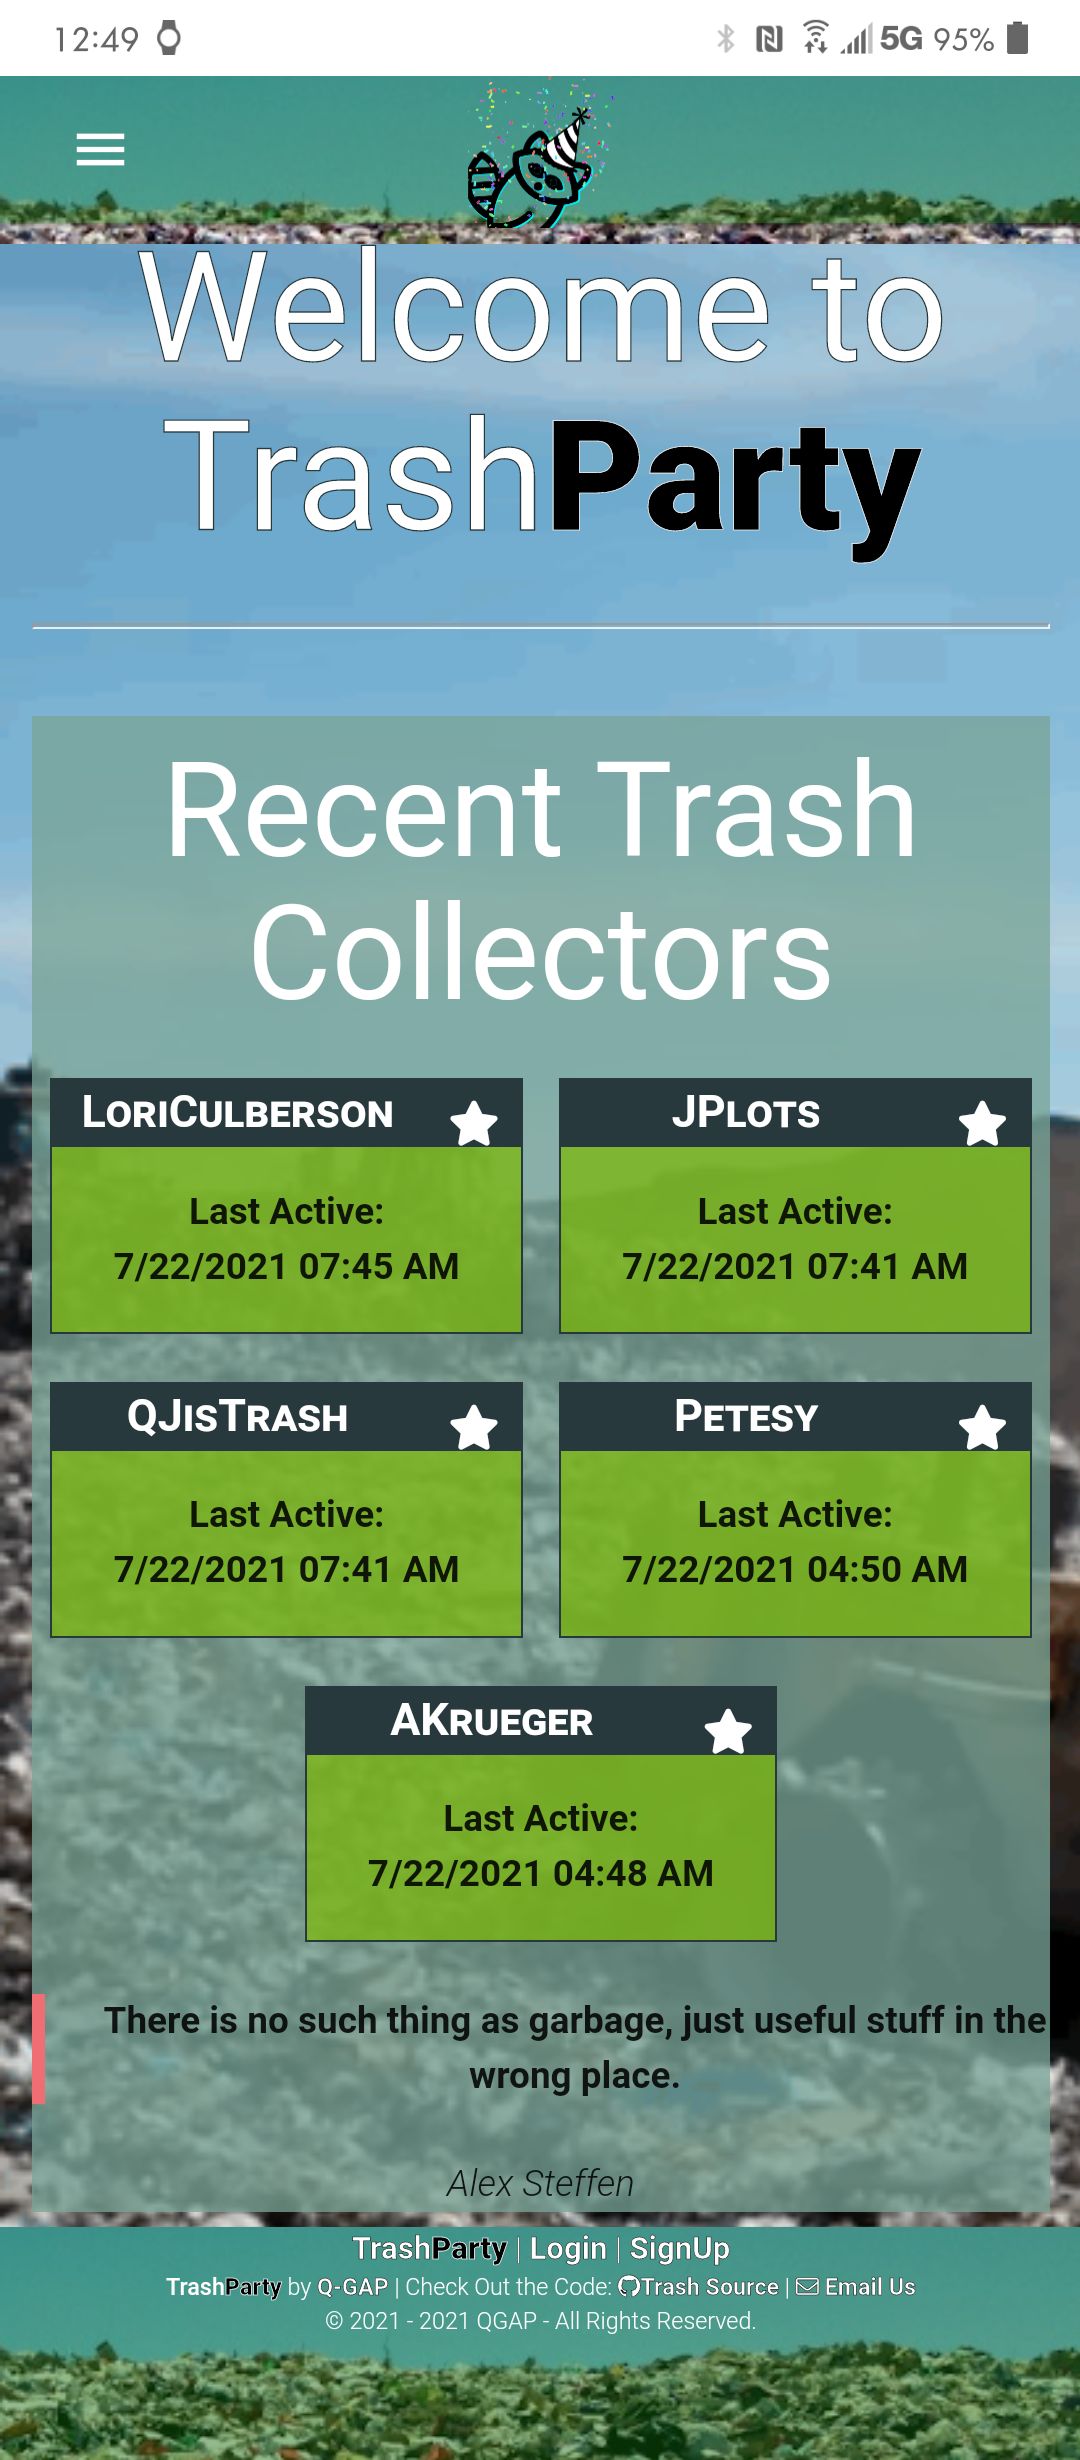 12:49
5G 95%
Welcome to
TrashParty
Recent Trash
Collectors
LoriCulberson
Last Active:
7/22/2021 07:45 AM
JPlots
Last Active:
7/22/2021 07:41 AM
QJisTrash
Last Active:
7/22/2021 07:41 AM
Petesy
Last Active:
7/22/2021 04:50 AM
AKrueger
Last Active:
7/22/2021 04:48 AM
There is no such thing as garbage, just useful stuff in the
wrong place.
Alex Steffen
TrashParty | Login | SignUp
TrashParty by Q-GAP | Check Out the Code: Trash Source | Email Us
© 2021 - 2021 QGAP - All Rights Reserved.